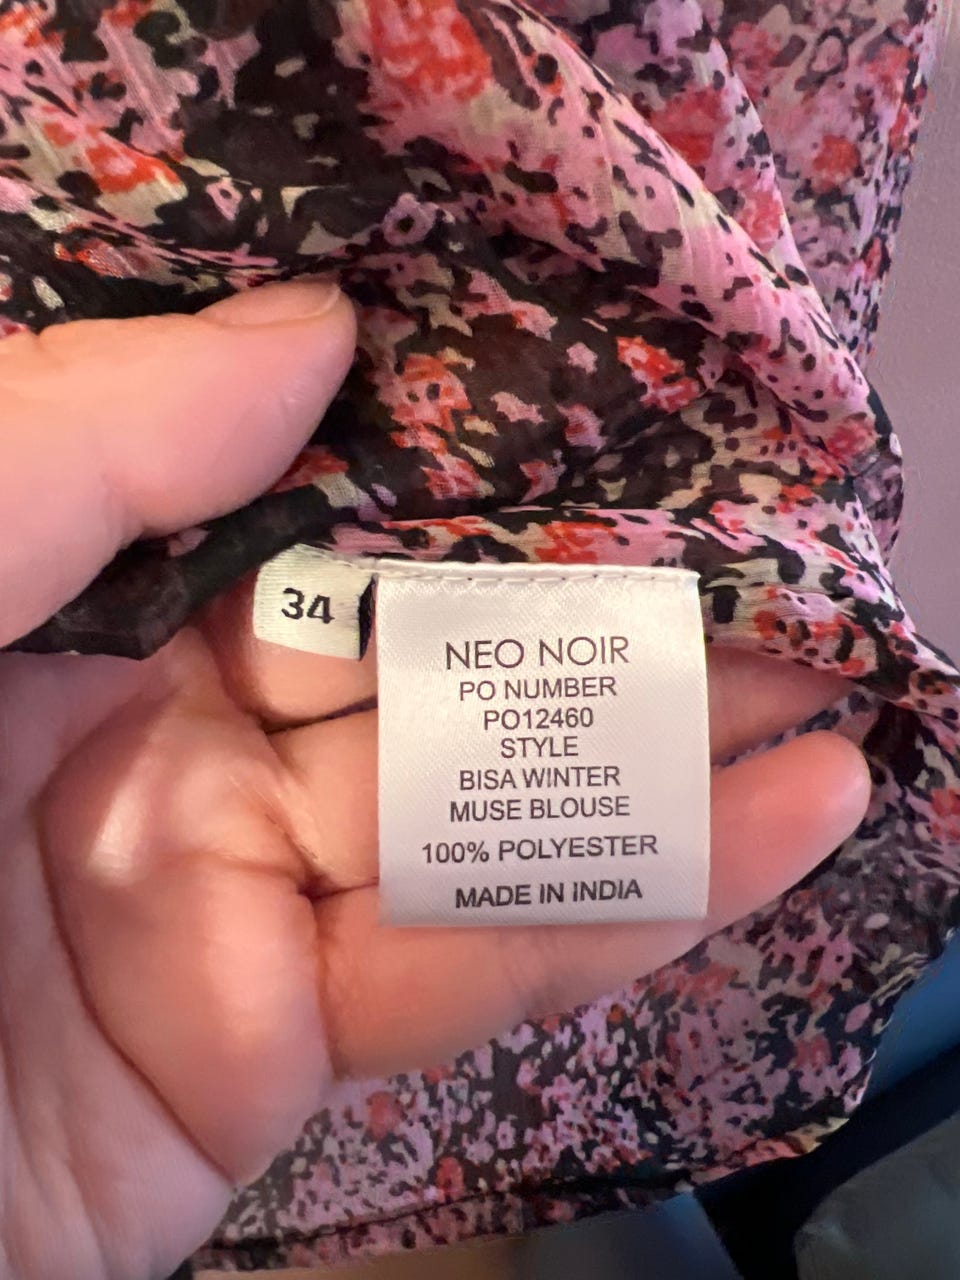 34
NEO NOIR
PO NUMBER
PO12460
STYLE
BISA WINTER
MUSE BLOUSE
100% POLYESTER
MADE IN INDIA